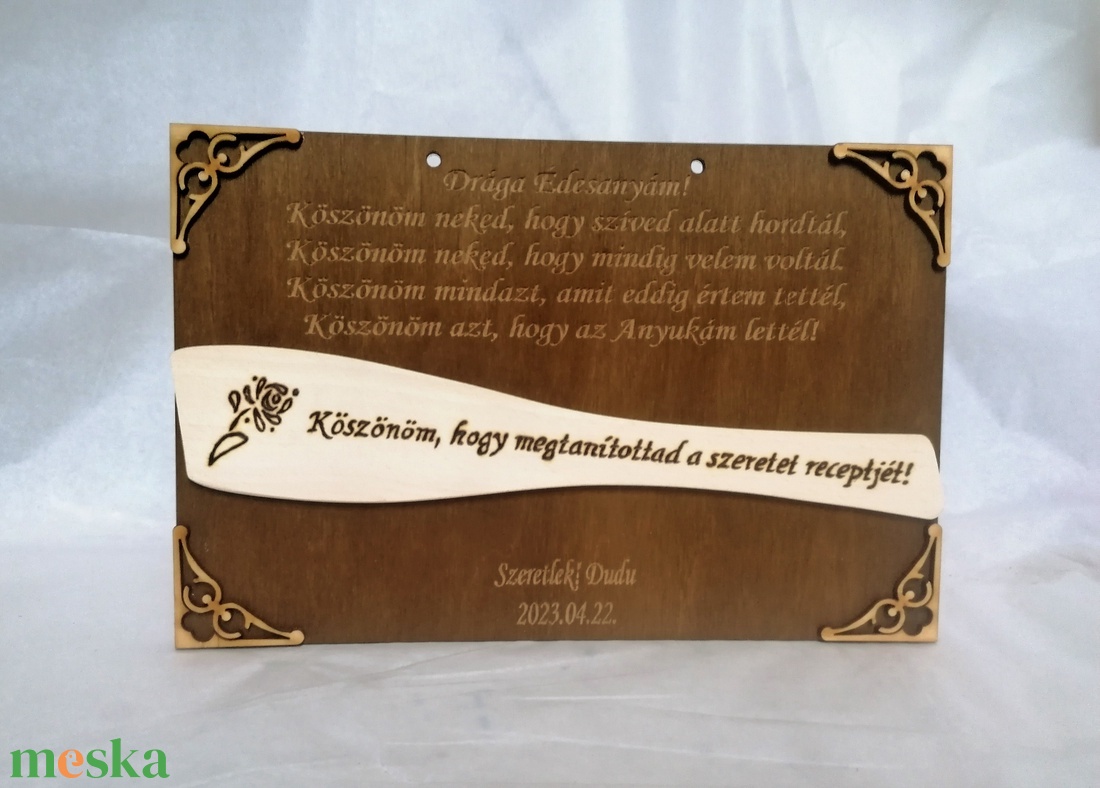 Drága Édesanyám!
Köszönöm neked, hogy szíved alatt hordtál,
Köszönöm neked, hogy mindig velem voltál.
Köszönöm mindazt, amit eddig értem tettél,
Köszönöm azt, hogy az Anyukám lettél!
Köszönöm, hogy megtanítottad a szeretet receptjét!
Szeretlek! Dudu
2023.04.22.
meska